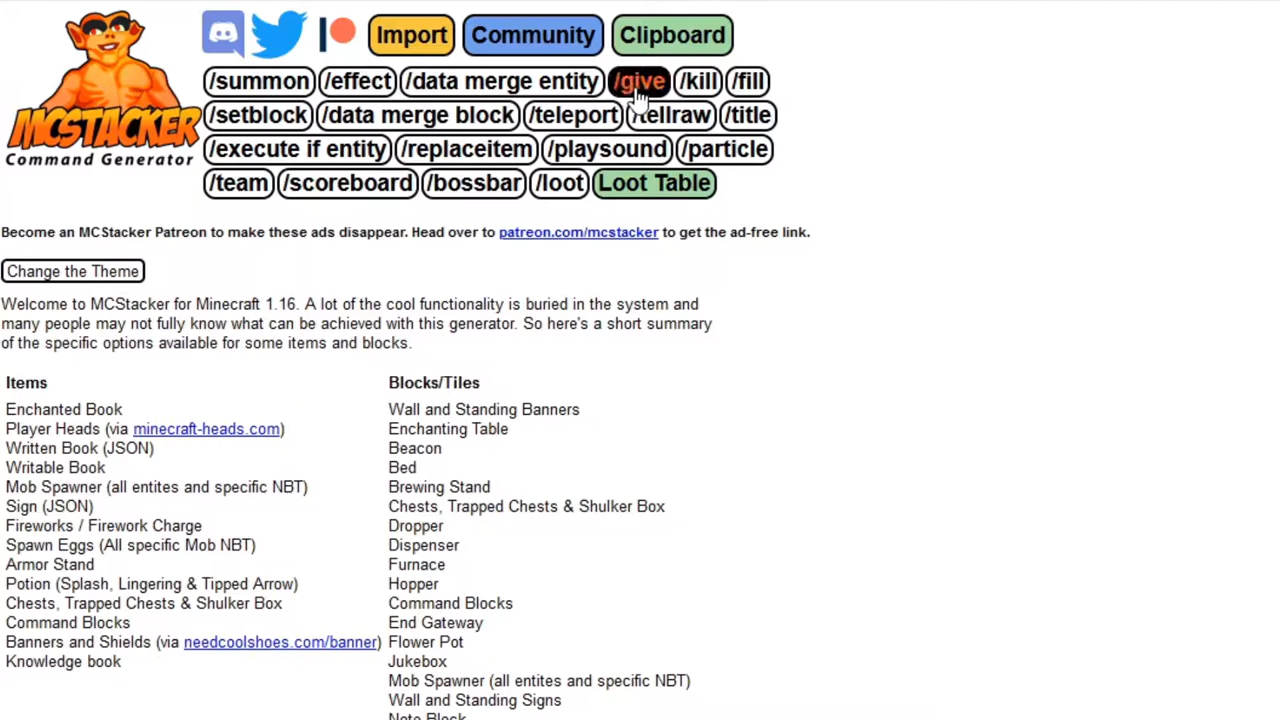 Import Community Clipboard
/summon /effect /data merge entity /give /kill /fill
/setblock /data merge block /teleport /tellraw /title
/execute if entity /replaceitem /playsound /particle
/team /scoreboard /bossbar /loot Loot Table
MCSTACKER
Command Generator
Become an MCStacker Patreon to make these ads disappear. Head over to patreon.com/mcstacker to get the ad-free link.
Change the Theme
Welcome to MCStacker for Minecraft 1.16. A lot of the cool functionality is buried in the system and
many people may not fully know what can be achieved with this generator. So here's a short summary
of the specific options available for some items and blocks.
Items
Enchanted Book
Player Heads (via minecraft-heads.com)
Written Book (JSON)
Writable Book
Mob Spawner (all entites and specific NBT)
Sign (JSON)
Fireworks / Firework Charge
Spawn Eggs (All specific Mob NBT)
Armor Stand
Potion (Splash, Lingering & Tipped Arrow)
Chests, Trapped Chests & Shulker Box
Command Blocks
Banners and Shields (via needcoolshoes.com/banner)
Knowledge book
Blocks/Tiles
Wall and Standing Banners
Enchanting Table
Beacon
Bed
Brewing Stand
Chests, Trapped Chests & Shulker Box
Dropper
Dispenser
Furnace
Hopper
Command Blocks
End Gateway
Flower Pot
Jukebox
Mob Spawner (all entites and specific NBT)
Wall and Standing Signs
Note Block